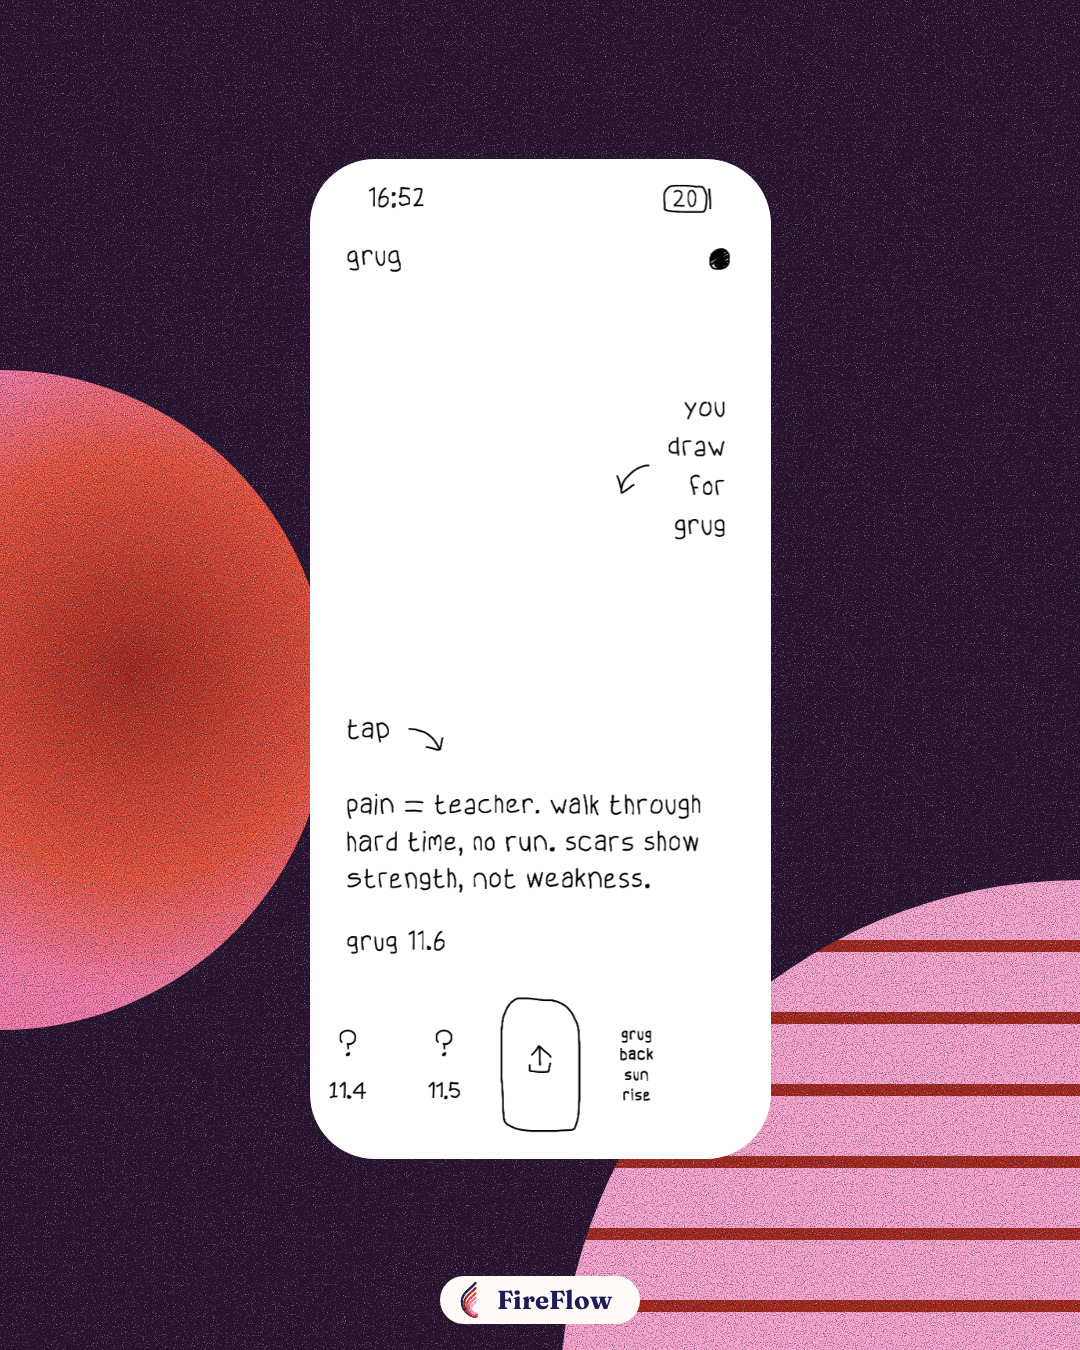 16:52
20
grug
you
draw
for
grug
tap
pain = teacher. walk through
hard time, no run. scars show
strength, not weakness.
grug 11.6
?
11.4
?
11.5
grug
back
sun
rise
FireFlow